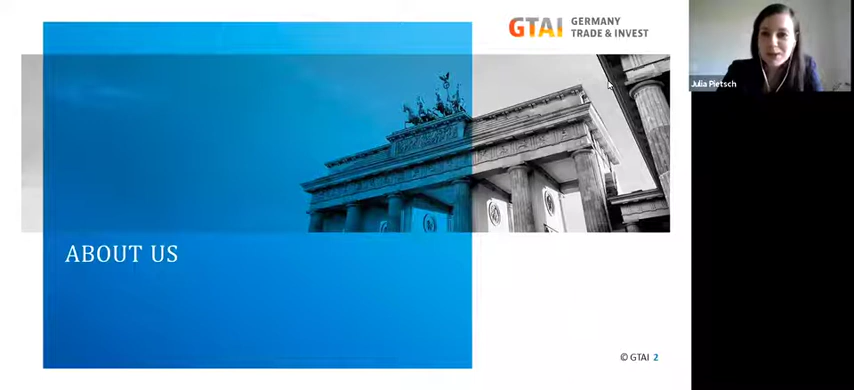 GTAI GERMANY
TRADE & INVEST
Julia Pietsch
ABOUT US
© GTAI 2